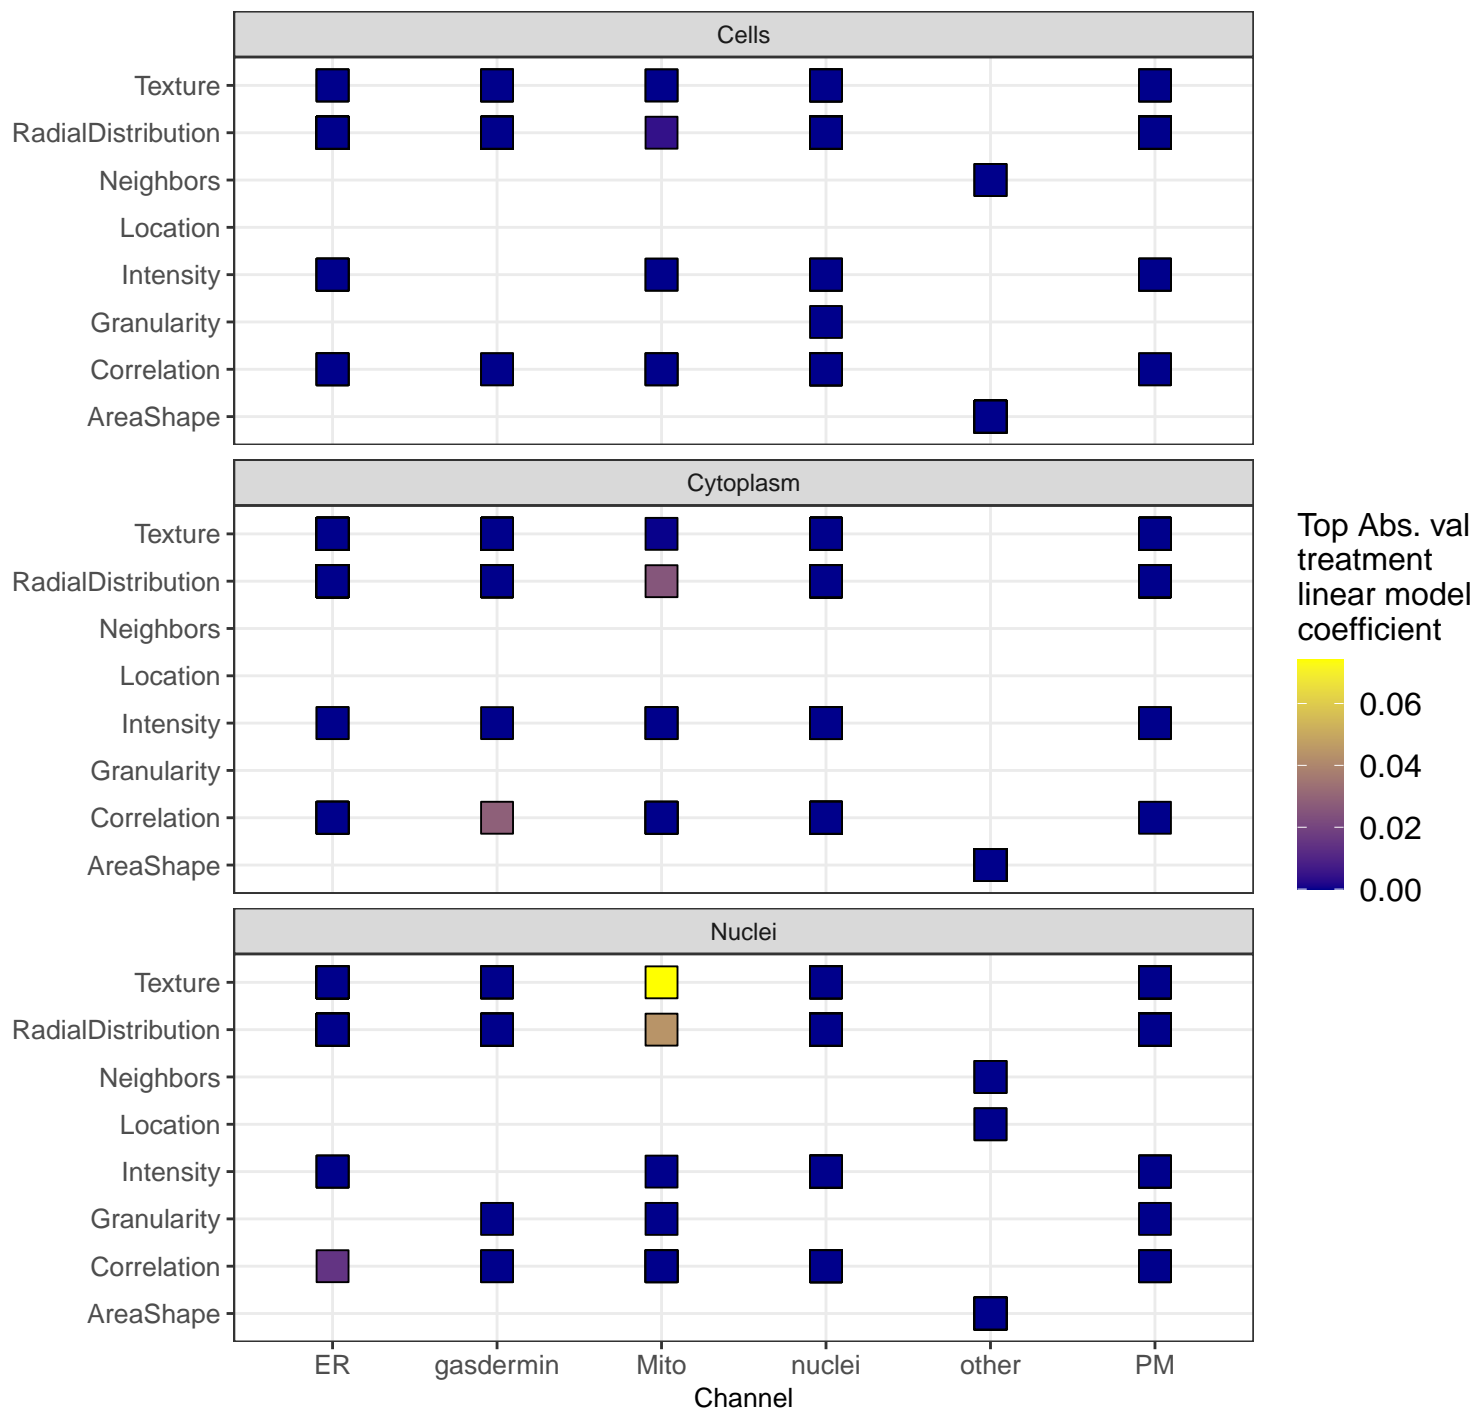 Cells
Texture
RadialDistribution
Neighbors
Location
Intensity
Granularity
Correlation
AreaShape
Cytoplasm
Texture
RadialDistribution
Neighbors
Location
Intensity
Granularity
Correlation
AreaShape
Nuclei
Texture
RadialDistribution
Neighbors
Location
Intensity
Granularity
Correlation
AreaShape
ER gasdermin Mito nuclei other PM
Channel
Top Abs. val
treatment
linear model
coefficient
0.06
0.04
0.02
0.00